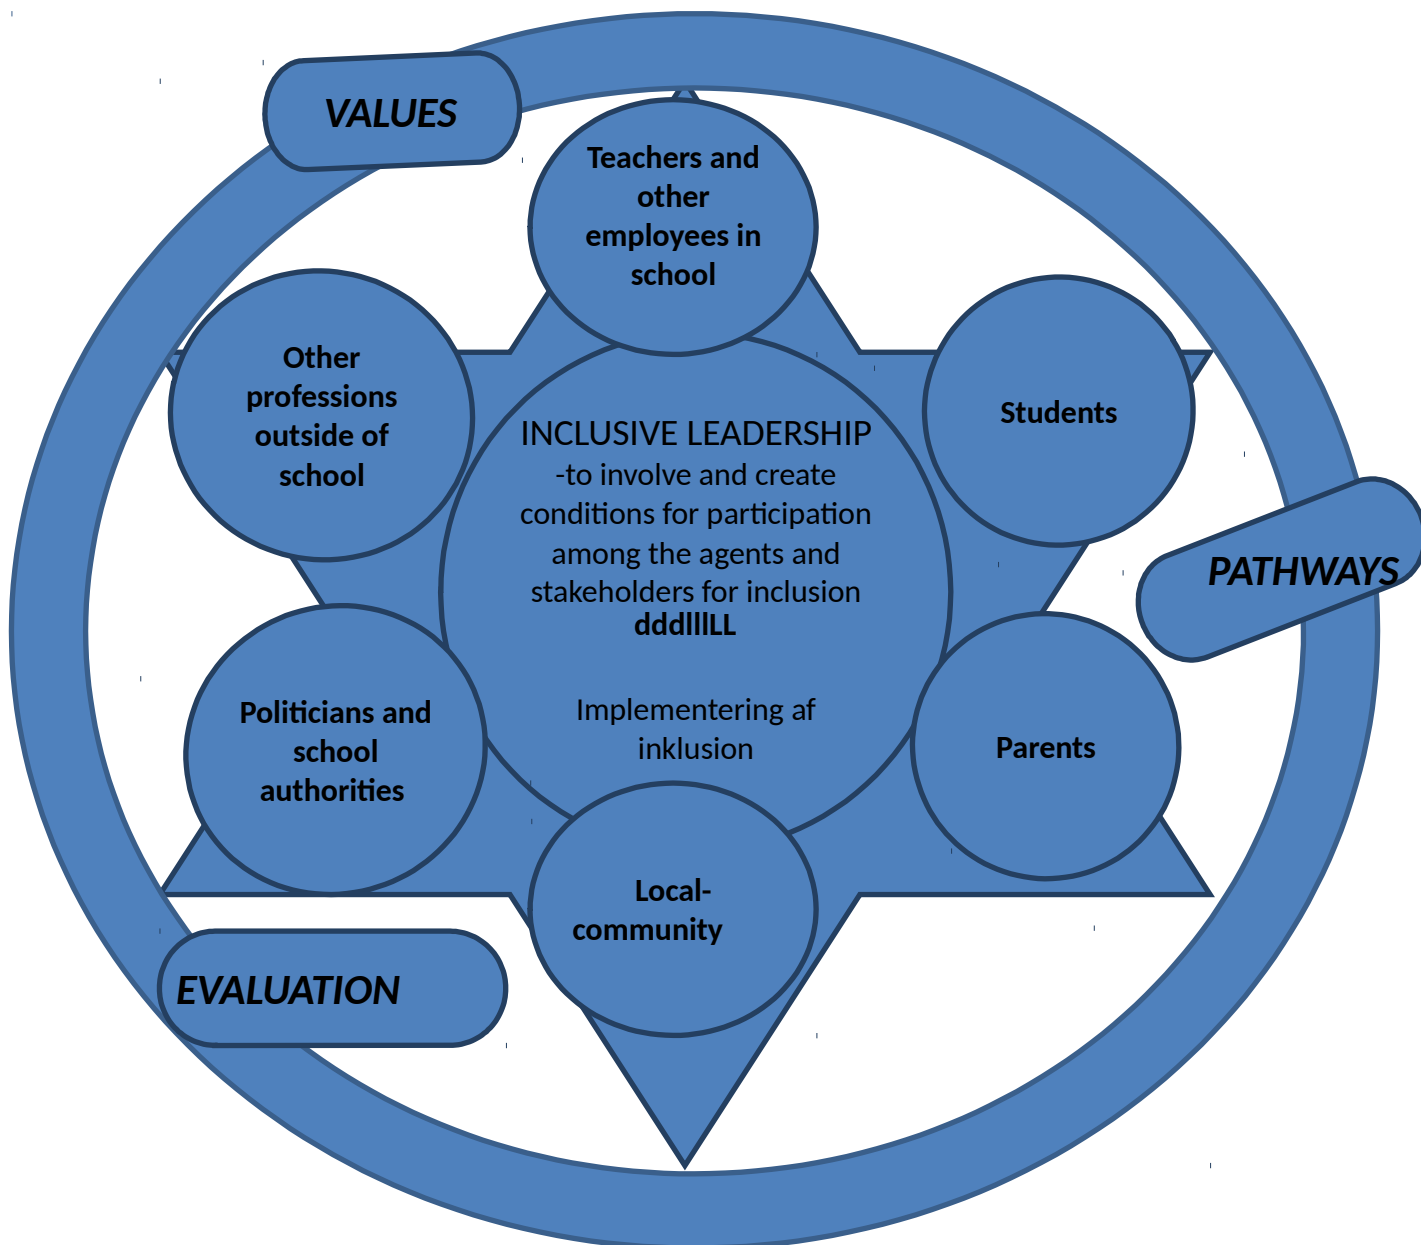 VALUES
Teachers and
other
employees in
school
Other
professions
outside of
school
Students
INCLUSIVE LEADERSHIP
-to involve and create
conditions for participation
among the agents and
stakeholders for inclusion
dddlllLL
Implementering af
inklusion
PATHWAYS
Politicians and
school
authorities
Parents
Local-
community
EVALUATION